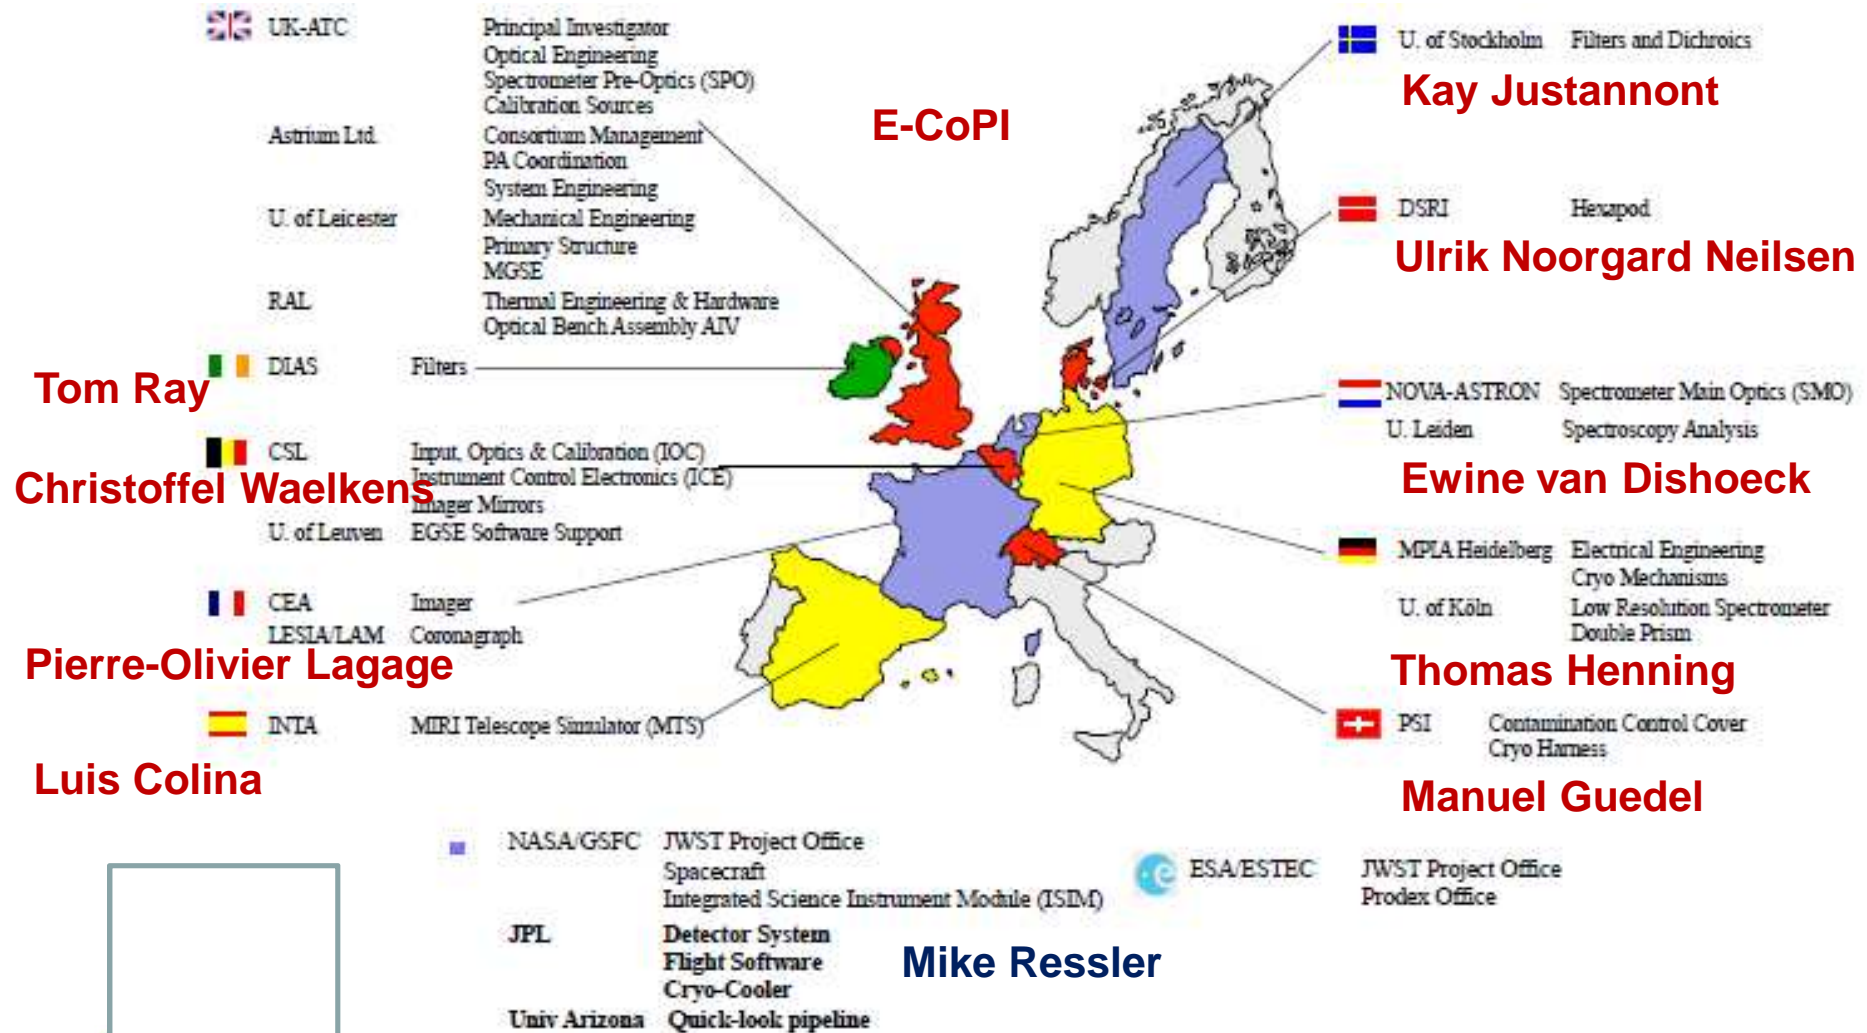 UK-ATC Principal Investigator
Optical Engineering
Spectrometer Pre-Optics (SPO)
Calibration Sources
Astrium Ltd. Consortium Management
PA Coordination
System Engineering
U. of Leicester Mechanical Engineering
Primary Structure
MGSE
RAL Thermal Engineering & Hardware
Optical Bench Assembly AIV
DIAS Filters
Tom Ray
CSL Input, Optics & Calibration (IOC)
Instrument Control Electronics (ICE)
Christoffel Waelkens
Imager Mirrors
U. of Leuven EGSE Software Support
CEA Imager
LESIA/LAM Coronagraph
Pierre-Olivier Lagage
INTA MIRI Telescope Simulator (MTS)
Luis Colina
E-CoPI
U. of Stockholm Filters and Dichroics
Kay Justannont
DSRI Hexapod
Ulrik Noorgard Neilsen
NOVA-ASTRON Spectrometer Main Optics (SMO)
U. Leiden Spectroscopy Analysis
Ewine van Dishoeck
MPIA Heidelberg Electrical Engineering
Cryo Mechanisms
U. of Köln Low Resolution Spectrometer
Double Prism
Thomas Henning
PSI Contamination Control Cover
Cryo Harness
Manuel Guedel
NASA/GSFC JWST Project Office
Spacecraft
Integrated Science Instrument Module (ISIM)
JPL Detector System
Flight Software
Cryo-Cooler
Mike Ressler
Univ Arizona Quick-look pipeline
ESA/ESTEC JWST Project Office
Prodex Office